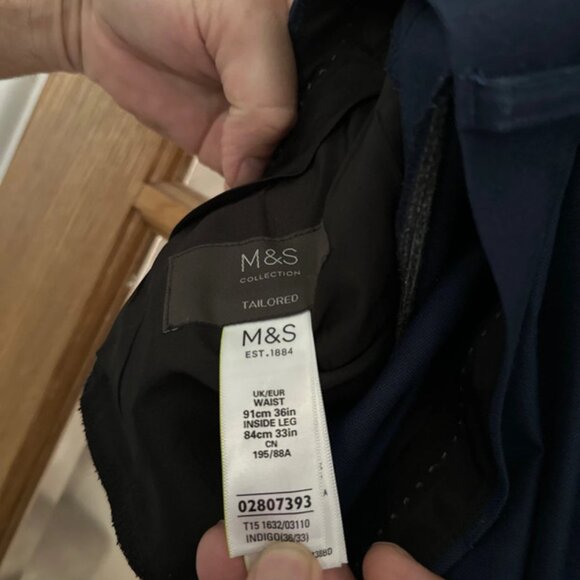 M&S
COLLECTION
TAILORED
M&S
EST.1884
UK/EUR
WAIST
91cm 36in
INSIDE LEG
84cm 33in
CN
195/88A
02807393
T15 1632/03110
INDIGO(36/33)